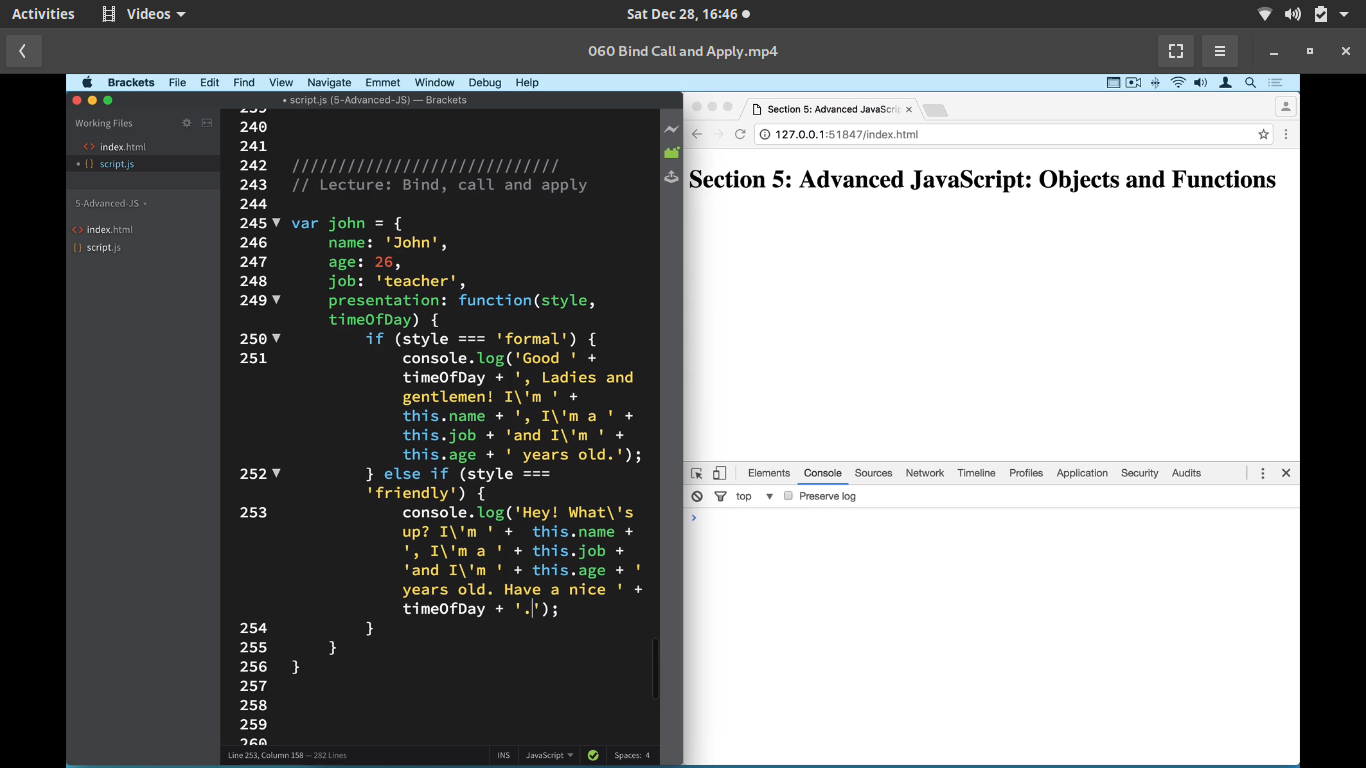 Activities Videos Sat Dec 28, 16:46
060 Bind Call and Apply.mp4
Brackets File Edit Find View Navigate Emmet Window Debug Help
• script.js (5-Advanced-JS) — Brackets
Working Files
<> index.html
• {} script.js
5-Advanced-JS
<> index.html
{} script.js
239
240
241
242 /////////////////////////////
243 // Lecture: Bind, call and apply
244
245 var john = {
246 name: 'John',
247 age: 26,
248 job: 'teacher',
249 presentation: function(style,
timeOfDay) {
250 if (style === 'formal') {
251 console.log('Good ' +
timeOfDay + ', Ladies and
gentlemen! I\'m ' +
this.name + ', I\'m a ' +
this.job + 'and I\'m ' +
this.age + ' years old.');
252 } else if (style ===
'friendly') {
253 console.log('Hey! What\'s
up? I\'m ' +  this.name +
', I\'m a ' + this.job +
'and I\'m ' + this.age + '
years old. Have a nice ' +
timeOfDay + '.');
254 }
255 }
256 }
257
258
259
260
Line 253, Column 158 — 282 Lines INS JavaScript Spaces: 4
Section 5: Advanced JavaScrip
127.0.0.1:51847/index.html
Section 5: Advanced JavaScript: Objects and Functions
Elements Console Sources Network Timeline Profiles Application Security Audits
top Preserve log